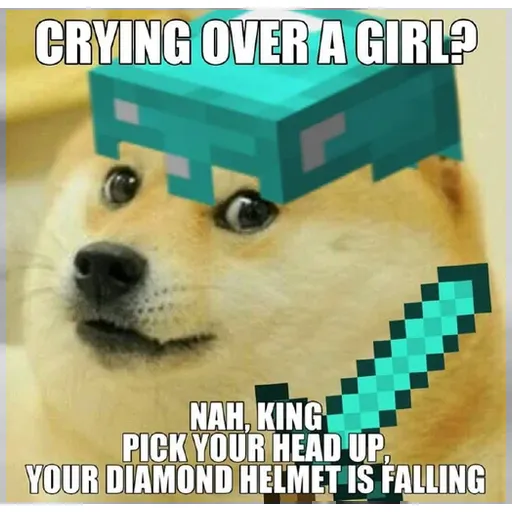 CRYING OVER A GIRL?
NAH, KING
PICK YOUR HEAD UP,
YOUR DIAMOND HELMET IS FALLING